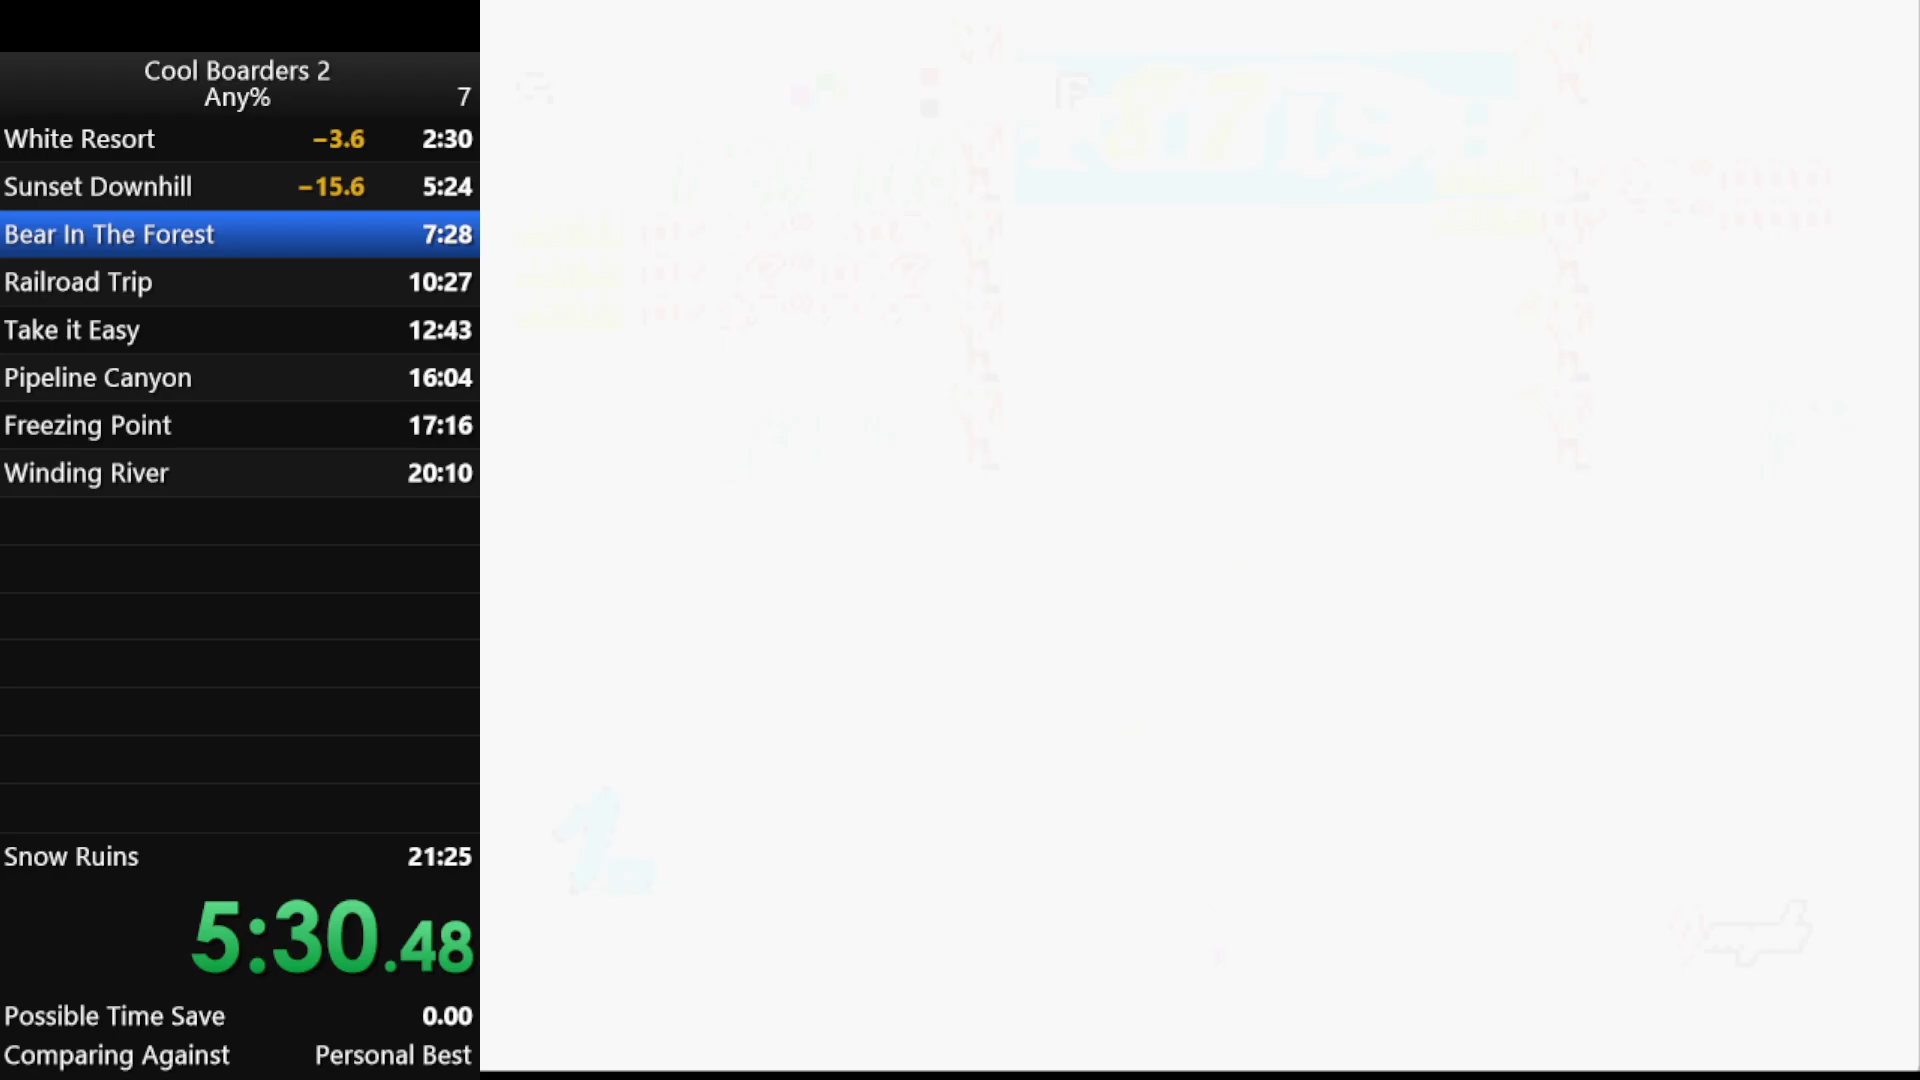 Cool Boarders 2
Any% 7
White Resort −3.6 2:30
Sunset Downhill −15.6 5:24
Bear In The Forest 7:28
Railroad Trip 10:27
Take it Easy 12:43
Pipeline Canyon 16:04
Freezing Point 17:16
Winding River 20:10
Snow Ruins 21:25
5:30.48
Possible Time Save 0.00
Comparing Against Personal Best